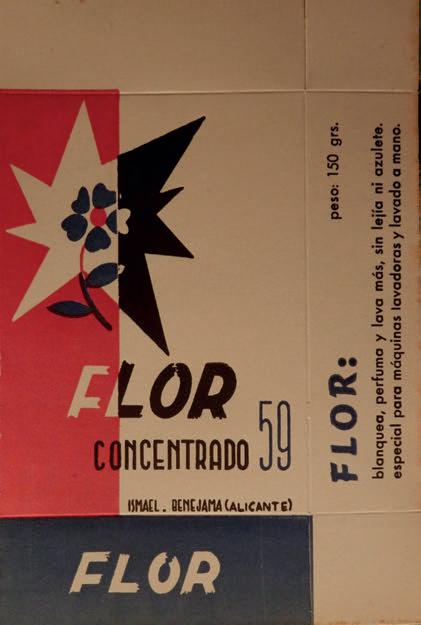 FLOR
CONCENTRADO 59
ISMAEL. BENEJAMA (ALICANTE)
FLOR
peso: 150 grs.
FLOR:
blanquea, perfuma y lava más, sin lejía ni azulete.
especial para máquinas lavadoras y lavado a mano.